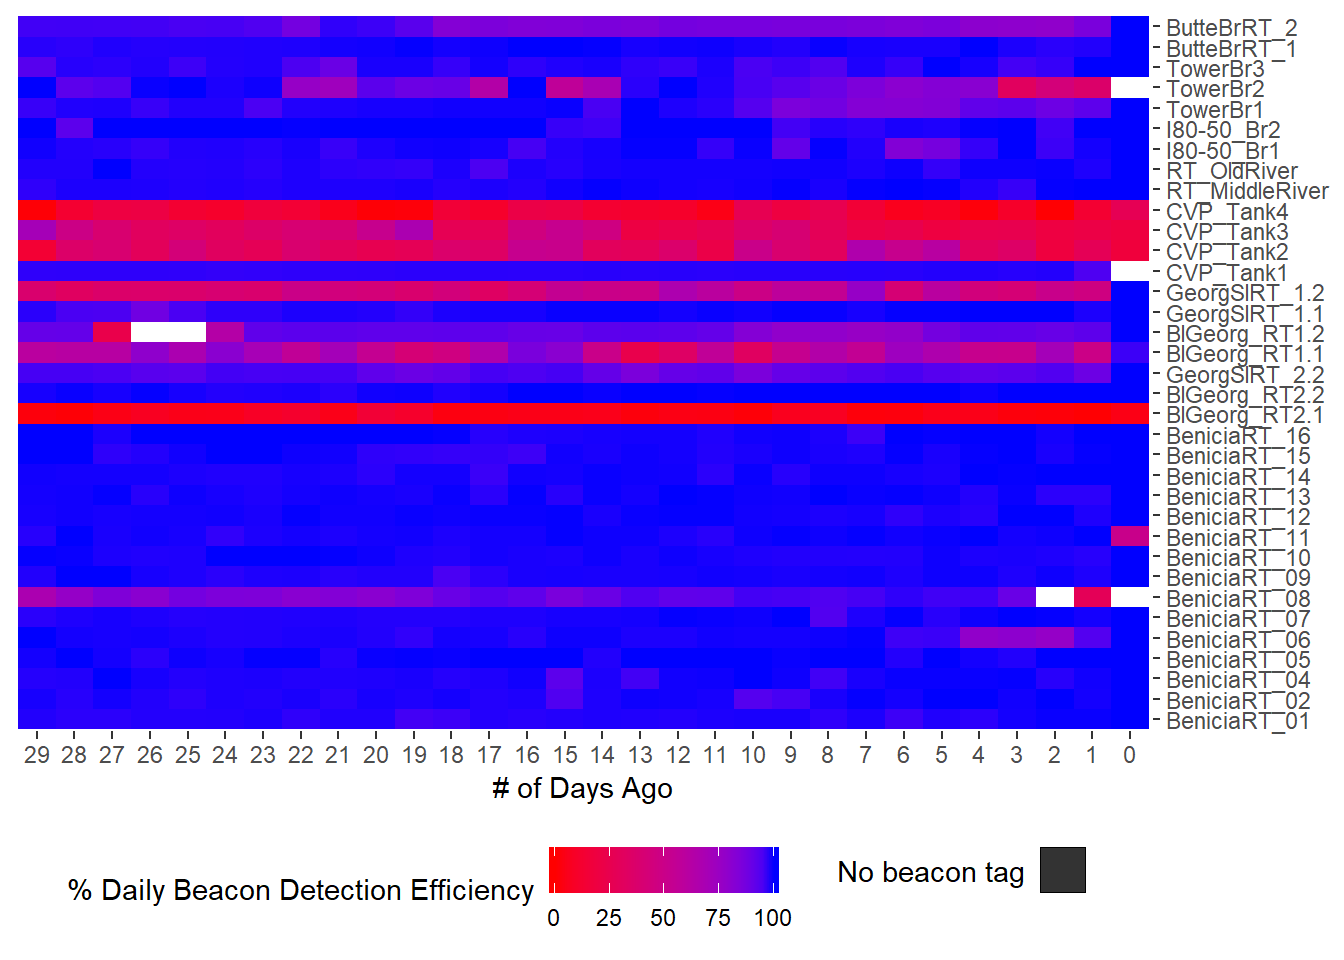 ButteBrRT_2
ButteBrRT_1
TowerBr3
TowerBr2
TowerBr1
I80-50_Br2
I80-50_Br1
RT_OldRiver
RT_MiddleRiver
CVP_Tank4
CVP_Tank3
CVP_Tank2
CVP_Tank1
GeorgSlRT_1.2
GeorgSlRT_1.1
BlGeorg_RT1.2
BlGeorg_RT1.1
GeorgSlRT_2.2
BlGeorg_RT2.2
BlGeorg_RT2.1
BeniciaRT_16
BeniciaRT_15
BeniciaRT_14
BeniciaRT_13
BeniciaRT_12
BeniciaRT_11
BeniciaRT_10
BeniciaRT_09
BeniciaRT_08
BeniciaRT_07
BeniciaRT_06
BeniciaRT_05
BeniciaRT_04
BeniciaRT_02
BeniciaRT_01
29 28 27 26 25 24 23 22 21 20 19 18 17 16 15 14 13 12 11 10 9 8 7 6 5 4 3 2 1 0
# of Days Ago
% Daily Beacon Detection Efficiency
0 25 50 75 100
No beacon tag